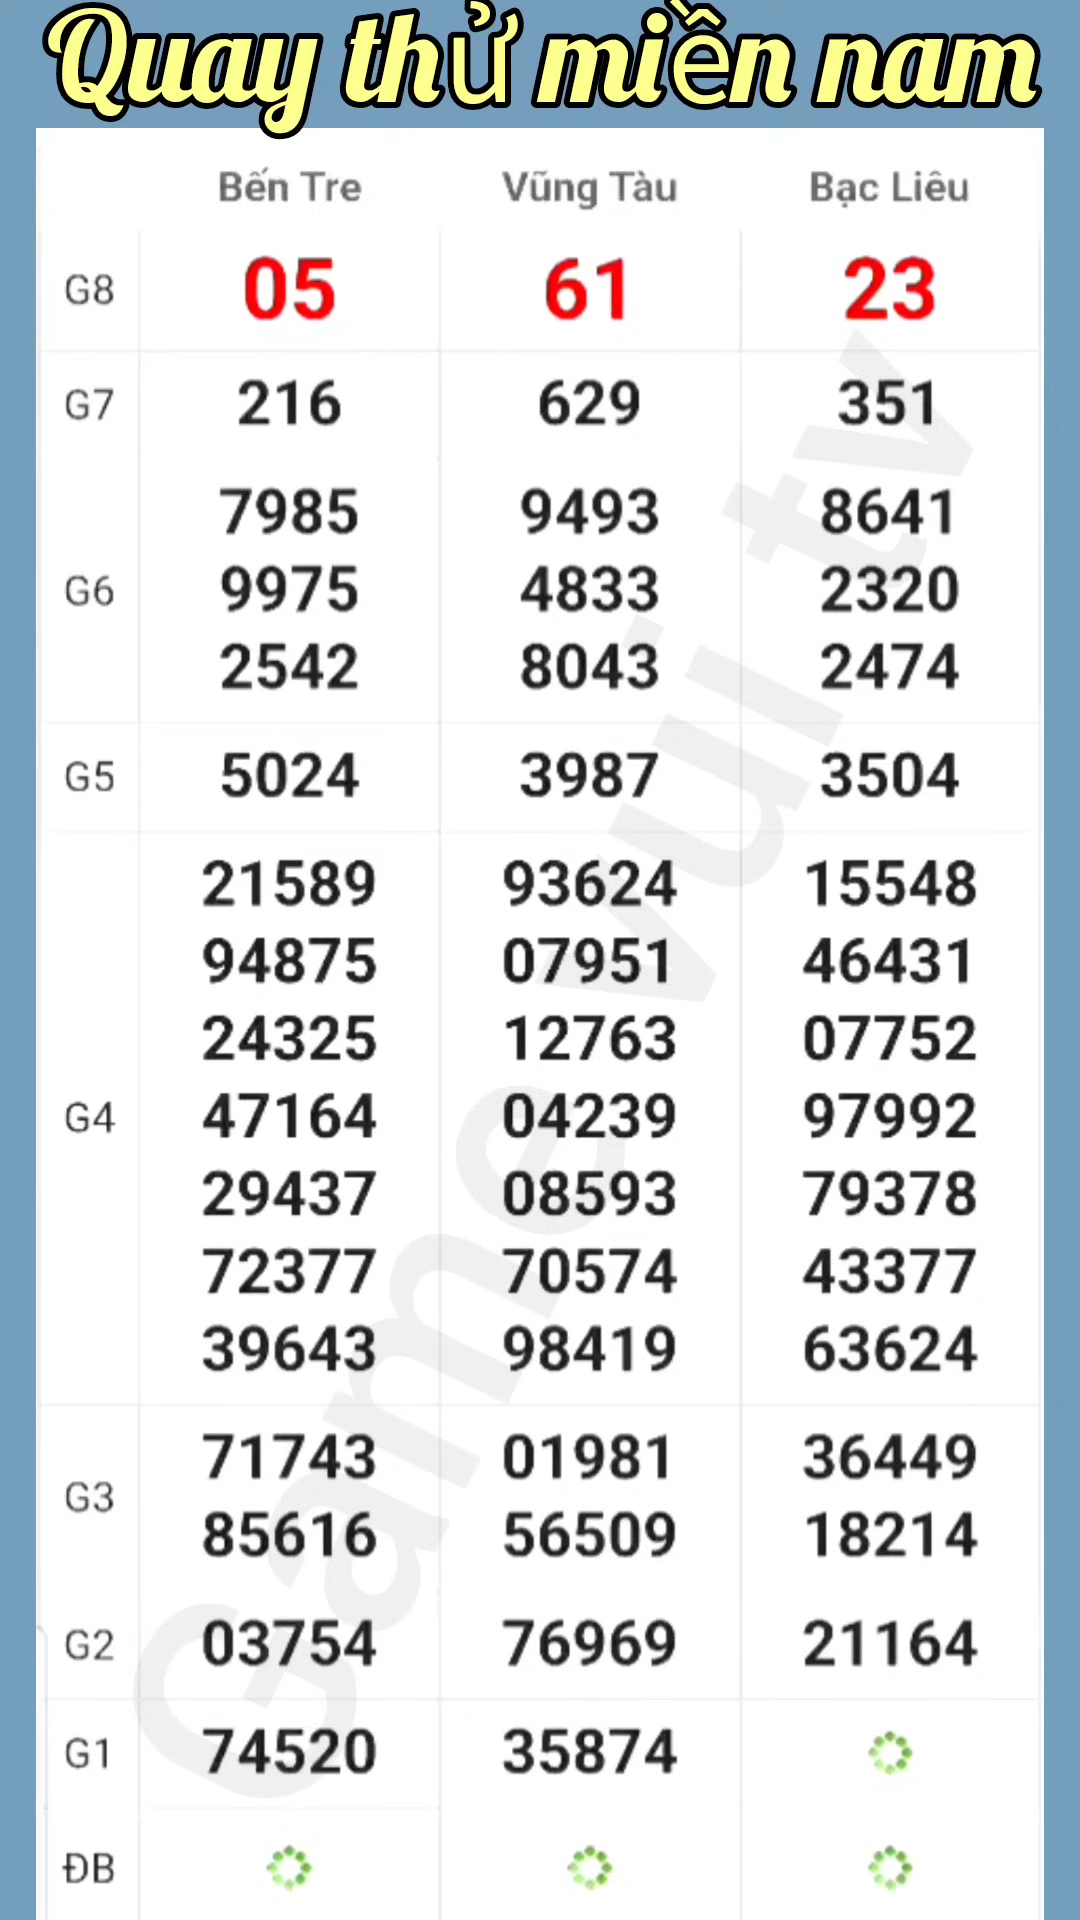 Quay thử miền nam
Bến Tre Vũng Tàu Bạc Liêu
G8 05 61 23
G7 216 629 351
7985 9493 8641
G6 9975 4833 2320
2542 8043 2474
G5 5024 3987 3504
21589 93624 15548
94875 07951 46431
24325 12763 07752
G4 47164 04239 97992
29437 08593 79378
72377 70574 43377
39643 98419 63624
71743 01981 36449
G3
85616 56509 18214
G2 03754 76969 21164
G1 74520 35874
ĐB
Game vui tv